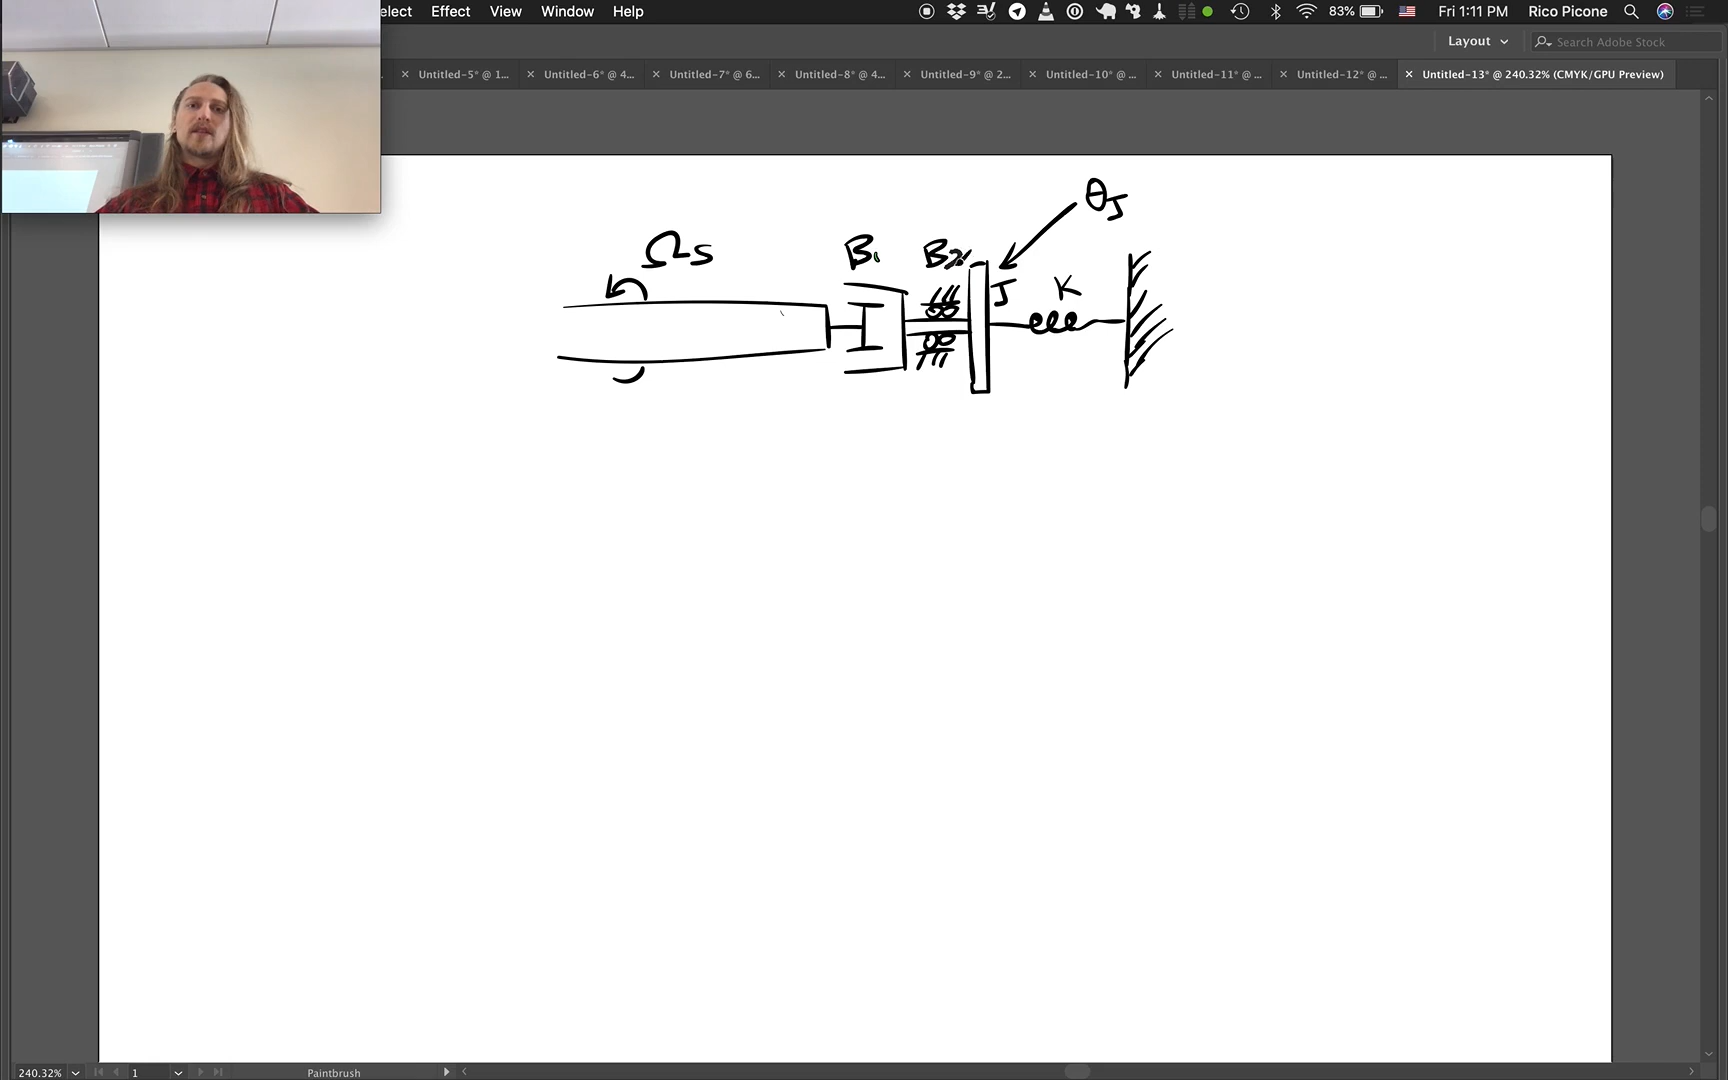 elect Effect View Window Help 83% Fri 1:11 PM Rico Picone
Layout Search Adobe Stock
Untitled-5* @ 1... Untitled-6* @ 4... Untitled-7* @ 6... Untitled-8* @ 4... Untitled-9* @ 2... Untitled-10* @ ... Untitled-11* @ ... Untitled-12* @ ... Untitled-13* @ 240.32% (CMYK/GPU Preview)
θJ
Ωs B₁ B₂
J K
240.32% 1 Paintbrush